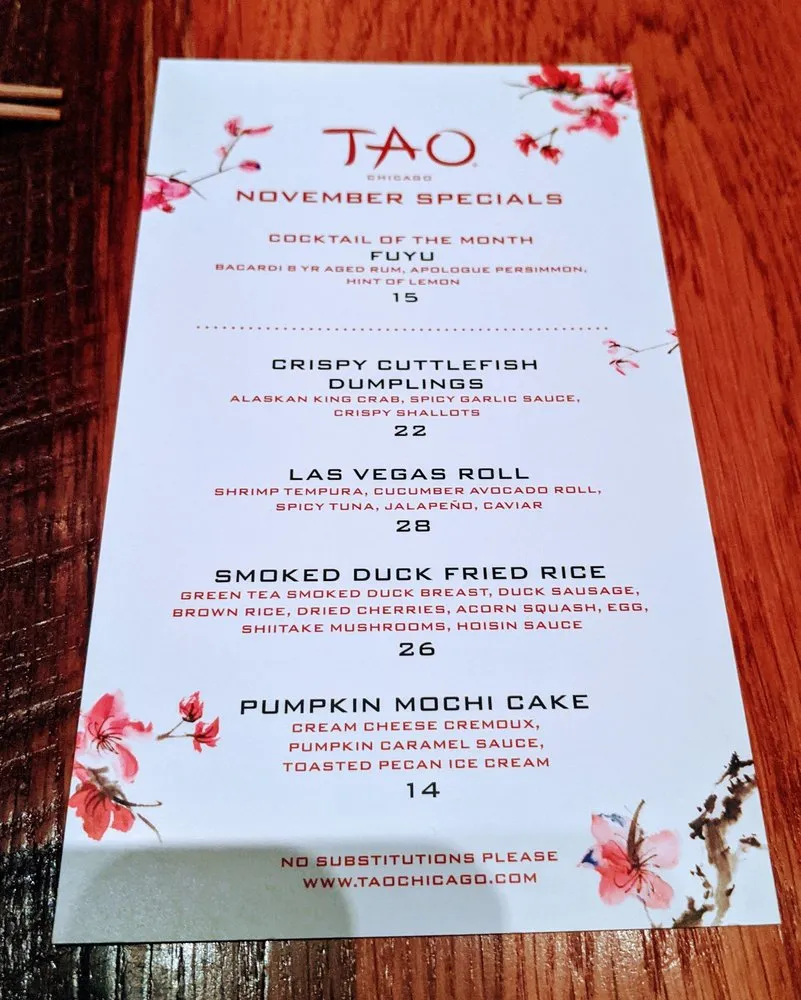 TAO
CHICAGO
NOVEMBER SPECIALS
COCKTAIL OF THE MONTH
FUYU
BACARDI 8 YR AGED RUM, APOLOGUE PERSIMMON,
HINT OF LEMON
15
CRISPY CUTTLEFISH
DUMPLINGS
ALASKAN KING CRAB, SPICY GARLIC SAUCE,
CRISPY SHALLOTS
22
LAS VEGAS ROLL
SHRIMP TEMPURA, CUCUMBER AVOCADO ROLL,
SPICY TUNA, JALAPEÑO, CAVIAR
28
SMOKED DUCK FRIED RICE
GREEN TEA SMOKED DUCK BREAST, DUCK SAUSAGE,
BROWN RICE, DRIED CHERRIES, ACORN SQUASH, EGG,
SHIITAKE MUSHROOMS, HOISIN SAUCE
26
PUMPKIN MOCHI CAKE
CREAM CHEESE CREMOUX,
PUMPKIN CARAMEL SAUCE,
TOASTED PECAN ICE CREAM
14
NO SUBSTITUTIONS PLEASE
WWW.TAOCHICAGO.COM